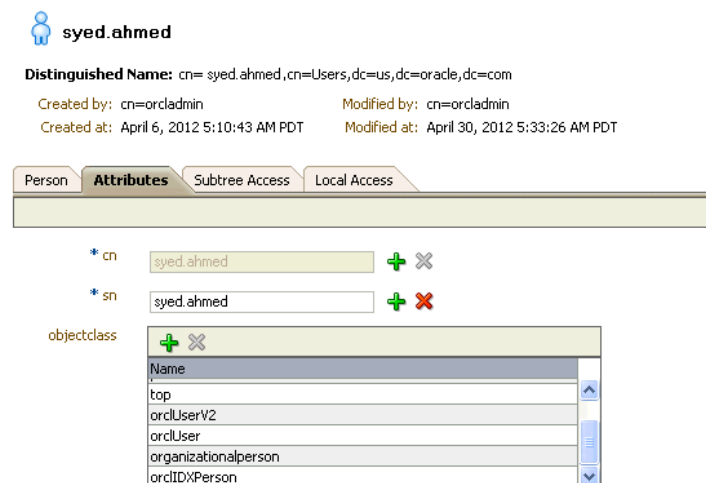 syed.ahmed
Distinguished Name: cn= syed.ahmed,cn=Users,dc=us,dc=oracle,dc=com
Created by: cn=orcladmin Modified by: cn=orcladmin
Created at: April 6, 2012 5:10:43 AM PDT Modified at: April 30, 2012 5:33:26 AM PDT
Person Attributes Subtree Access Local Access
* cn syed.ahmed
* sn syed.ahmed
objectclass
Name
top
orclUserV2
orclUser
organizationalperson
orclIDXPerson